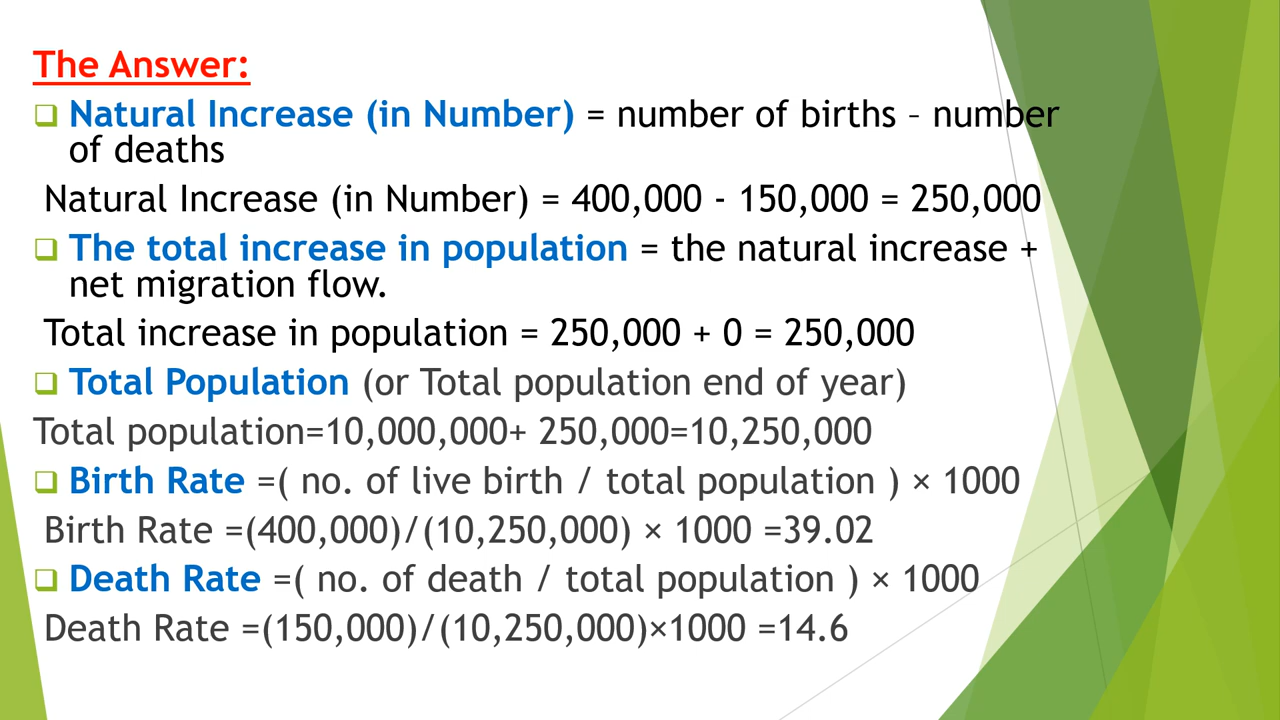 The Answer:
❑ Natural Increase (in Number) = number of births – number
of deaths
Natural Increase (in Number) = 400,000 - 150,000 = 250,000
❑ The total increase in population = the natural increase +
net migration flow.
Total increase in population = 250,000 + 0 = 250,000
❑ Total Population (or Total population end of year)
Total population=10,000,000+ 250,000=10,250,000
❑ Birth Rate =( no. of live birth / total population ) × 1000
Birth Rate =(400,000)/(10,250,000) × 1000 =39.02
❑ Death Rate =( no. of death / total population ) × 1000
Death Rate =(150,000)/(10,250,000)×1000 =14.6